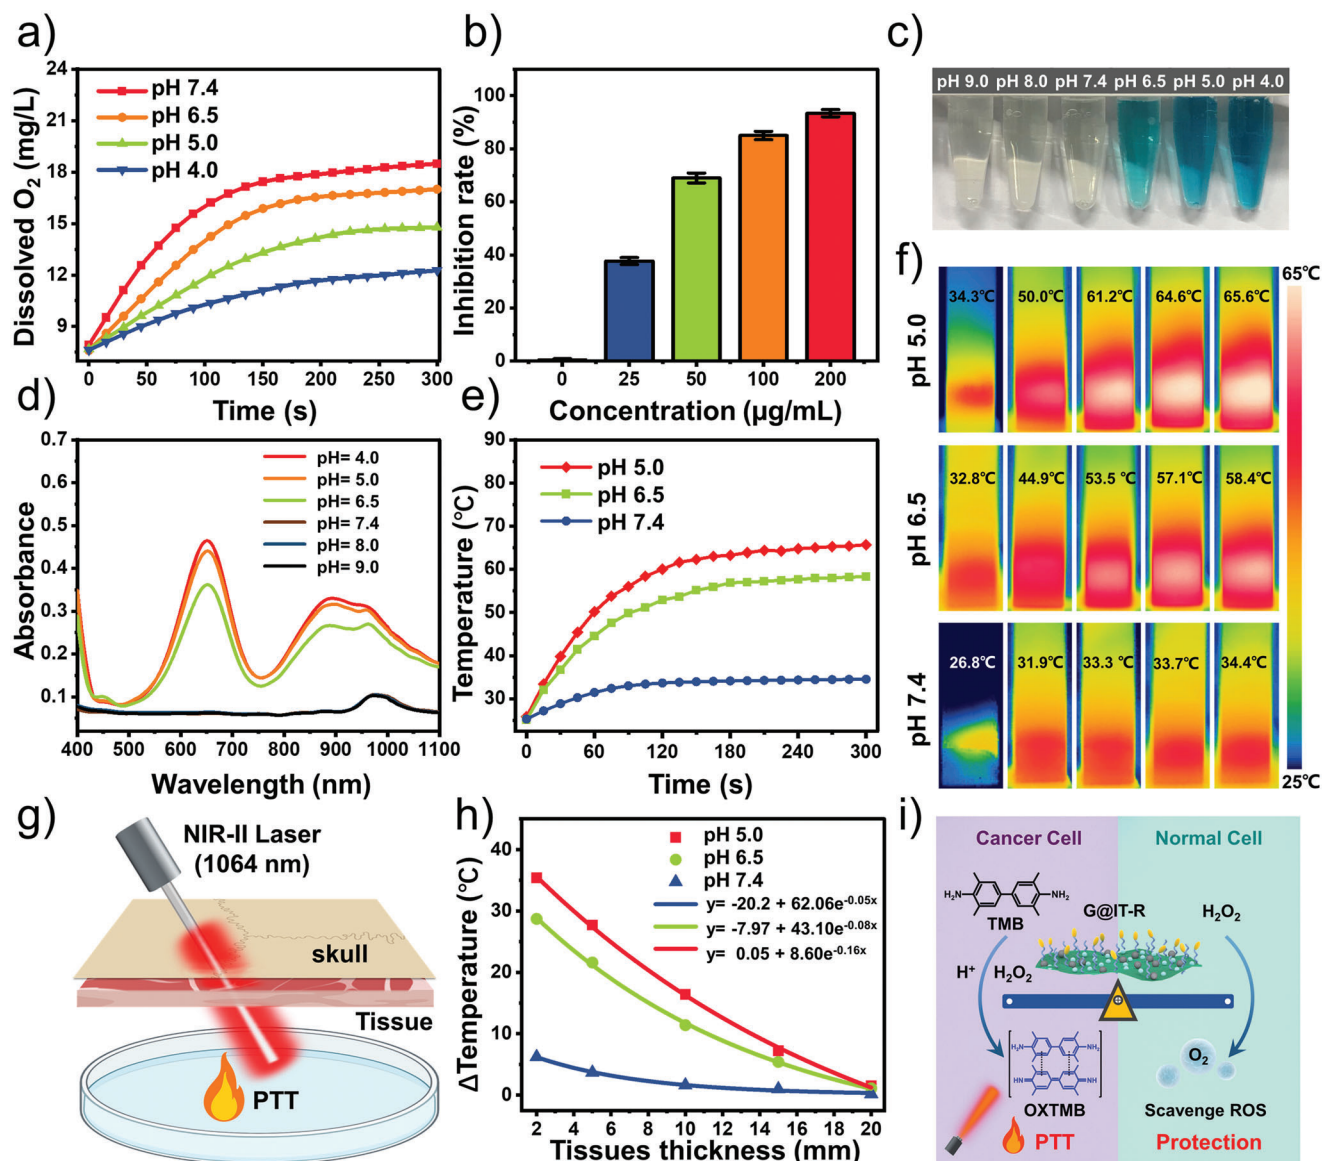 a)
24
21
18
15
12
9
Dissolved O2 (mg/L)
pH 7.4
pH 6.5
pH 5.0
pH 4.0
0 50 100 150 200 250 300
Time (s)
b)
100
80
60
40
20
0
Inhibition rate (%)
0 25 50 100 200
Concentration (μg/mL)
c)
pH 9.0 pH 8.0 pH 7.4 pH 6.5 pH 5.0 pH 4.0
d)
0.7
0.6
0.5
0.4
0.3
0.2
0.1
Absorbance
pH= 4.0
pH= 5.0
pH= 6.5
pH= 7.4
pH= 8.0
pH= 9.0
400 500 600 700 800 900 1000 1100
Wavelength (nm)
e)
90
80
70
60
50
40
30
Temperature (℃)
pH 5.0
pH 6.5
pH 7.4
0 60 120 180 240 300
Time (s)
f)
65℃
pH 5.0
34.3℃ 50.0℃ 61.2℃ 64.6℃ 65.6℃
pH 6.5
32.8℃ 44.9℃ 53.5 ℃ 57.1℃ 58.4℃
pH 7.4
26.8℃ 31.9℃ 33.3 ℃ 33.7℃ 34.4℃
25℃
g)
NIR-II Laser
(1064 nm)
skull
Tissue
PTT
h)
40
30
20
10
0
ΔTemperature (℃)
pH 5.0
pH 6.5
pH 7.4
y= -20.2 + 62.06e-0.05x
y= -7.97 + 43.10e-0.08x
y= 0.05 + 8.60e-0.16x
2 4 6 8 10 12 14 16 18 20
Tissues thickness (mm)
i)
Cancer Cell Normal Cell
H2N NH2
TMB
G@IT-R
H2O2
H+ H2O2
H2N NH2
HN NH
OXTMB
O2
Scavenge ROS
PTT
Protection